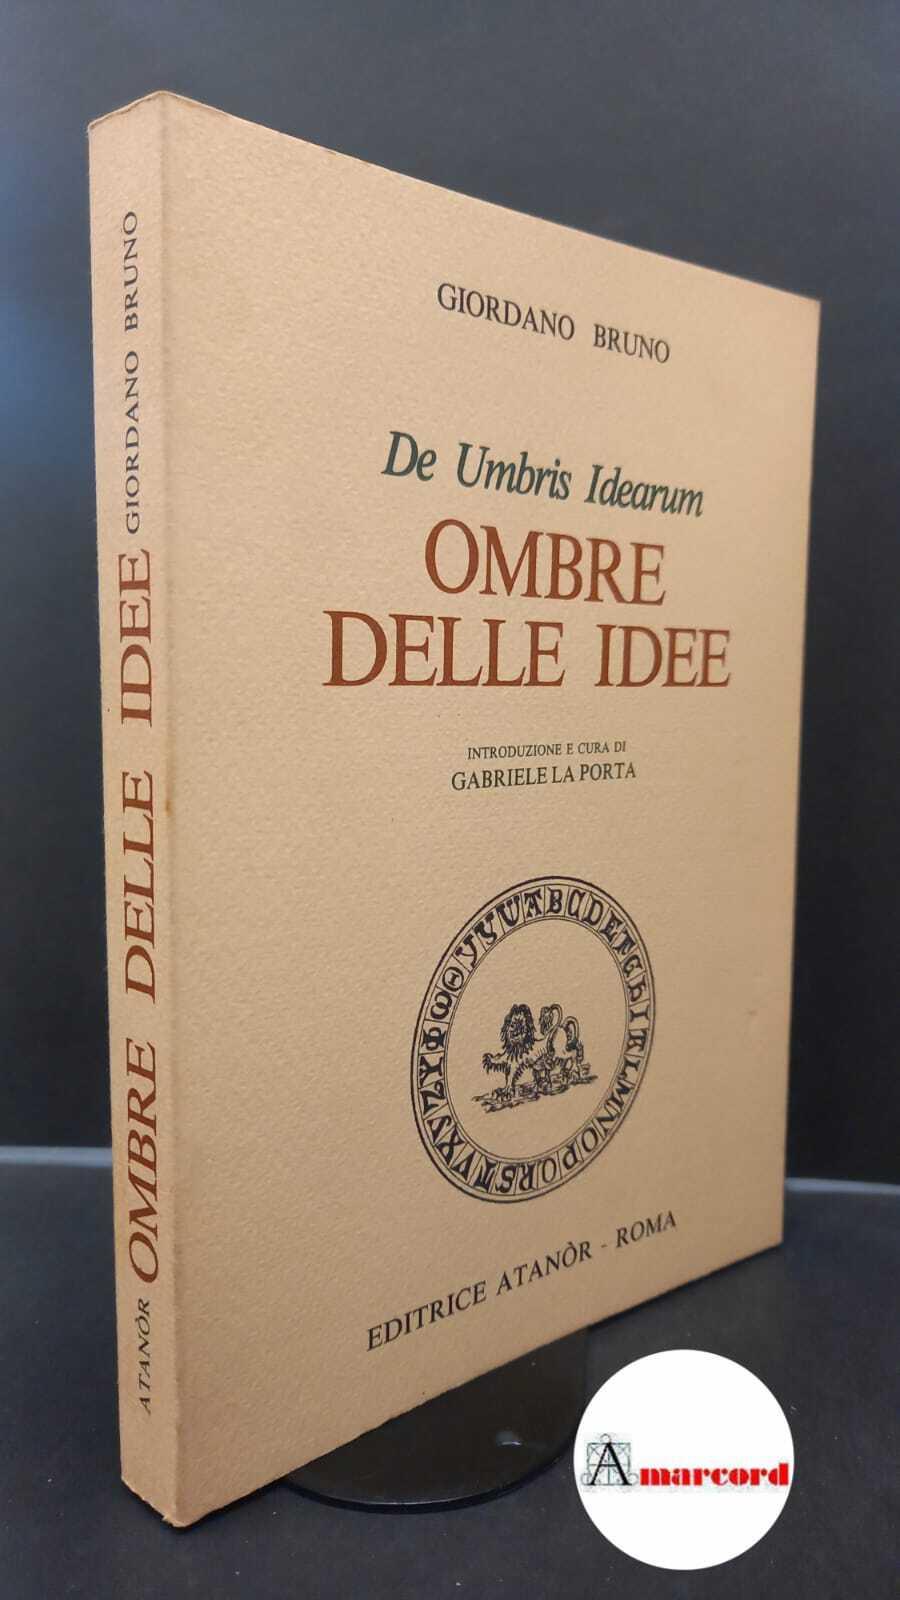 GIORDANO BRUNO
De Umbris Idearum
OMBRE
DELLE IDEE
INTRODUZIONE E CURA DI
GABRIELE LA PORTA
EDITRICE ATANÒR - ROMA
ATANÒR OMBRE DELLE IDEE GIORDANO BRUNO
Amarcord